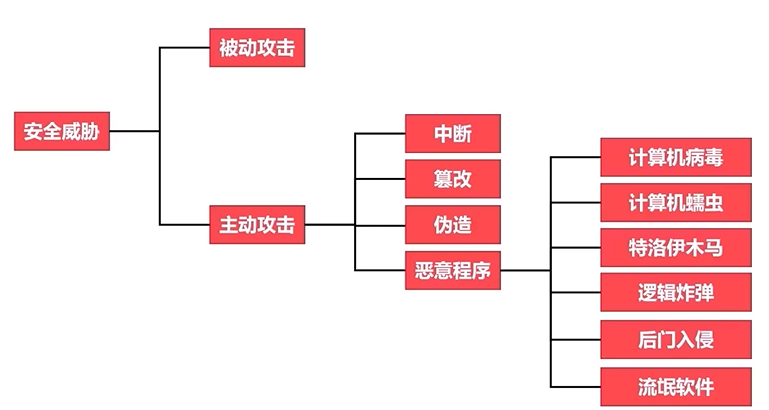 安全威胁
被动攻击
主动攻击
中断
篡改
伪造
恶意程序
计算机病毒
计算机蠕虫
特洛伊木马
逻辑炸弹
后门入侵
流氓软件